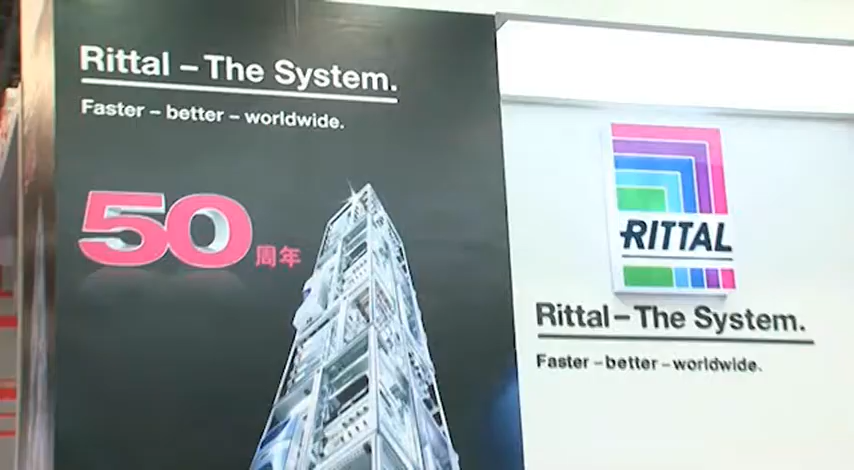 Rittal – The System.
Faster – better – worldwide.
50周年
RITTAL
Rittal – The System.
Faster – better – worldwide.